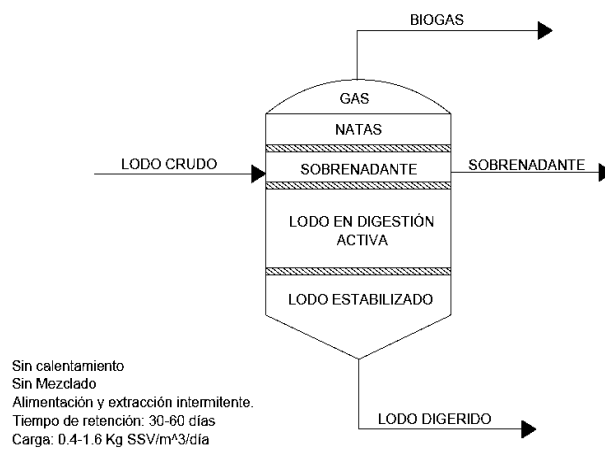 BIOGAS
GAS
NATAS
LODO CRUDO
SOBRENADANTE
SOBRENADANTE
LODO EN DIGESTIÓN
ACTIVA
LODO ESTABILIZADO
Sin calentamiento
Sin Mezclado
Alimentación y extracción intermitente.
Tiempo de retención: 30-60 días
Carga: 0.4-1.6 Kg SSV/m^3/día
LODO DIGERIDO